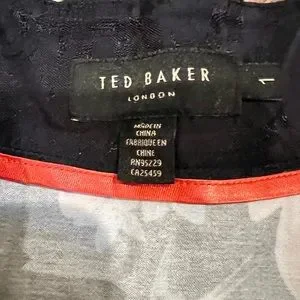 TED BAKER
LONDON
1
MADE IN
CHINA
FABRIQUE EN
CHINE
RN95229
CA25459